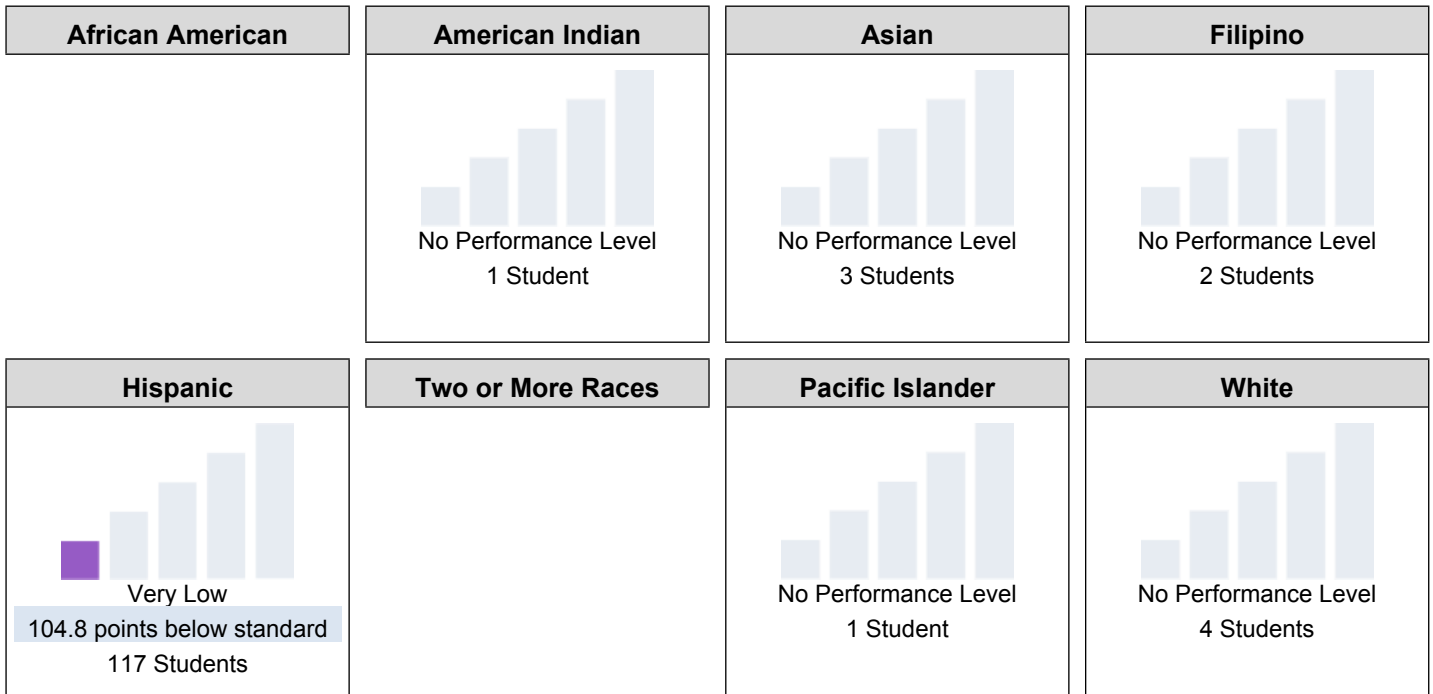 African American
American Indian
No Performance Level
1 Student
Asian
No Performance Level
3 Students
Filipino
No Performance Level
2 Students
Hispanic
Very Low
104.8 points below standard
117 Students
Two or More Races
Pacific Islander
No Performance Level
1 Student
White
No Performance Level
4 Students